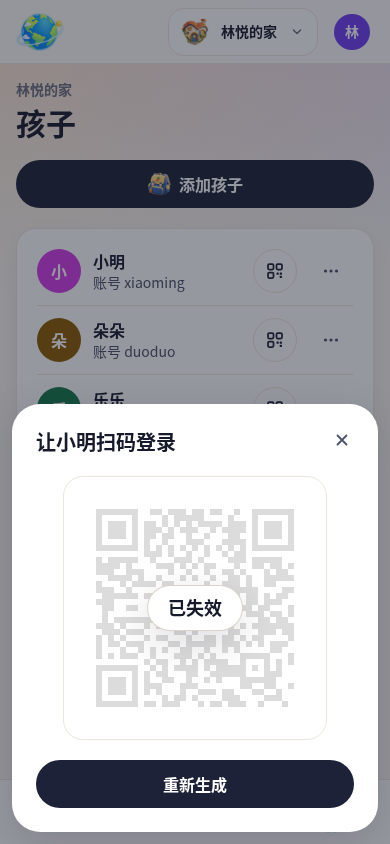 林悦的家
林
林悦的家
孩子
添加孩子
小
小明
账号 xiaoming
朵
朵朵
账号 duoduo
乐乐
让小明扫码登录
已失效
重新生成